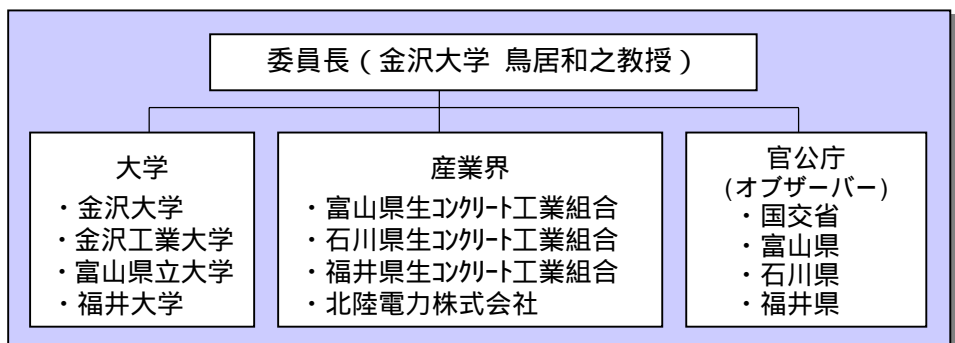 委員長（金沢大学 鳥居和之教授）
大学
・金沢大学
・金沢工業大学
・富山県立大学
・福井大学
産業界
・富山県生ｺﾝｸﾘｰﾄ工業組合
・石川県生ｺﾝｸﾘｰﾄ工業組合
・福井県生ｺﾝｸﾘｰﾄ工業組合
・北陸電力株式会社
官公庁
(オブザーバー)
・国交省
・富山県
・石川県
・福井県